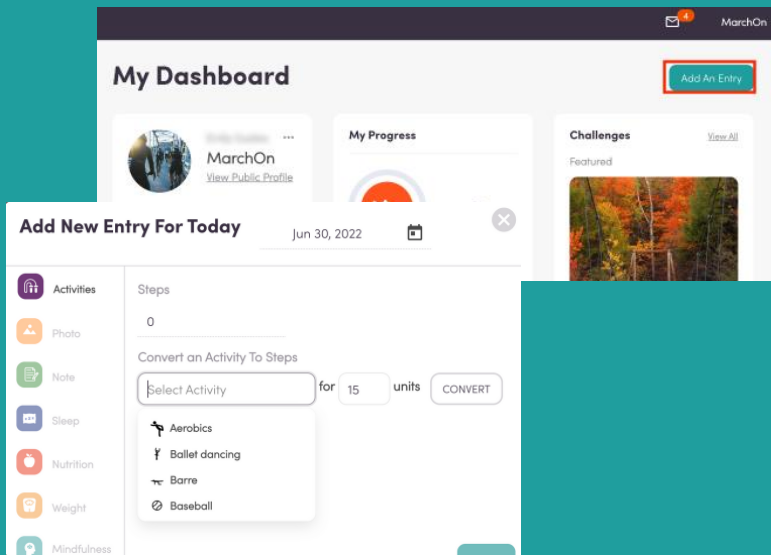 4
MarchOn
My Dashboard
Add An Entry
MarchOn
View Public Profile
My Progress
Challenges
View All
Featured
Add New Entry For Today
Jun 30, 2022
Activities
Photo
Note
Sleep
Nutrition
Weight
Mindfulness
Steps
0
Convert an Activity To Steps
Select Activity
for 15 units CONVERT
Aerobics
Ballet dancing
Barre
Baseball